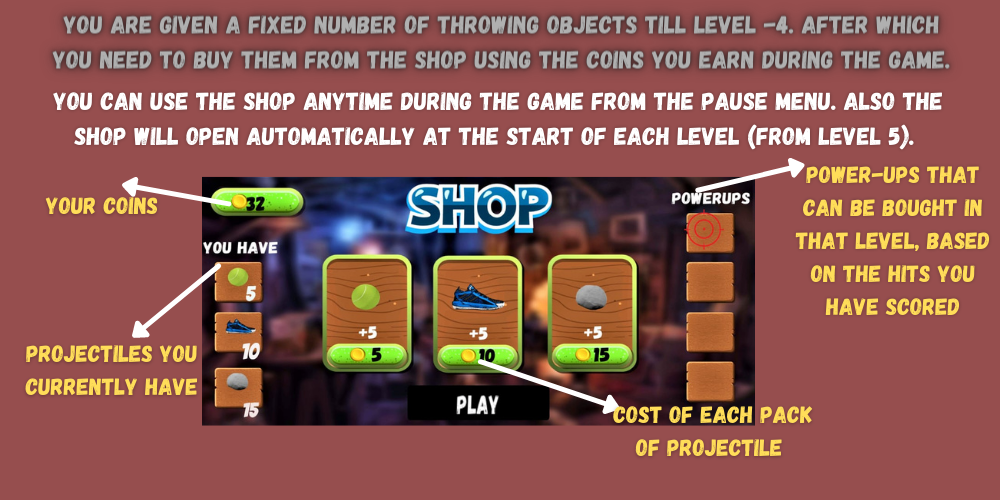 YOU ARE GIVEN A FIXED NUMBER OF THROWING OBJECTS TILL LEVEL -4. AFTER WHICH
YOU NEED TO BUY THEM FROM THE SHOP USING THE COINS YOU EARN DURING THE GAME.
YOU CAN USE THE SHOP ANYTIME DURING THE GAME FROM THE PAUSE MENU. ALSO THE
SHOP WILL OPEN AUTOMATICALLY AT THE START OF EACH LEVEL (FROM LEVEL 5).
YOUR COINS
32
SHOP
POWERUPS
POWER-UPS THAT
CAN BE BOUGHT IN
THAT LEVEL, BASED
ON THE HITS YOU
HAVE SCORED
YOU HAVE
5
10
15
+5
5
+5
10
+5
15
PROJECTILES YOU
CURRENTLY HAVE
PLAY
COST OF EACH PACK
OF PROJECTILE